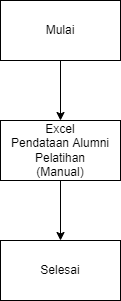 Mulai
Excel
Pendataan Alumni
Pelatihan
(Manual)
Selesai